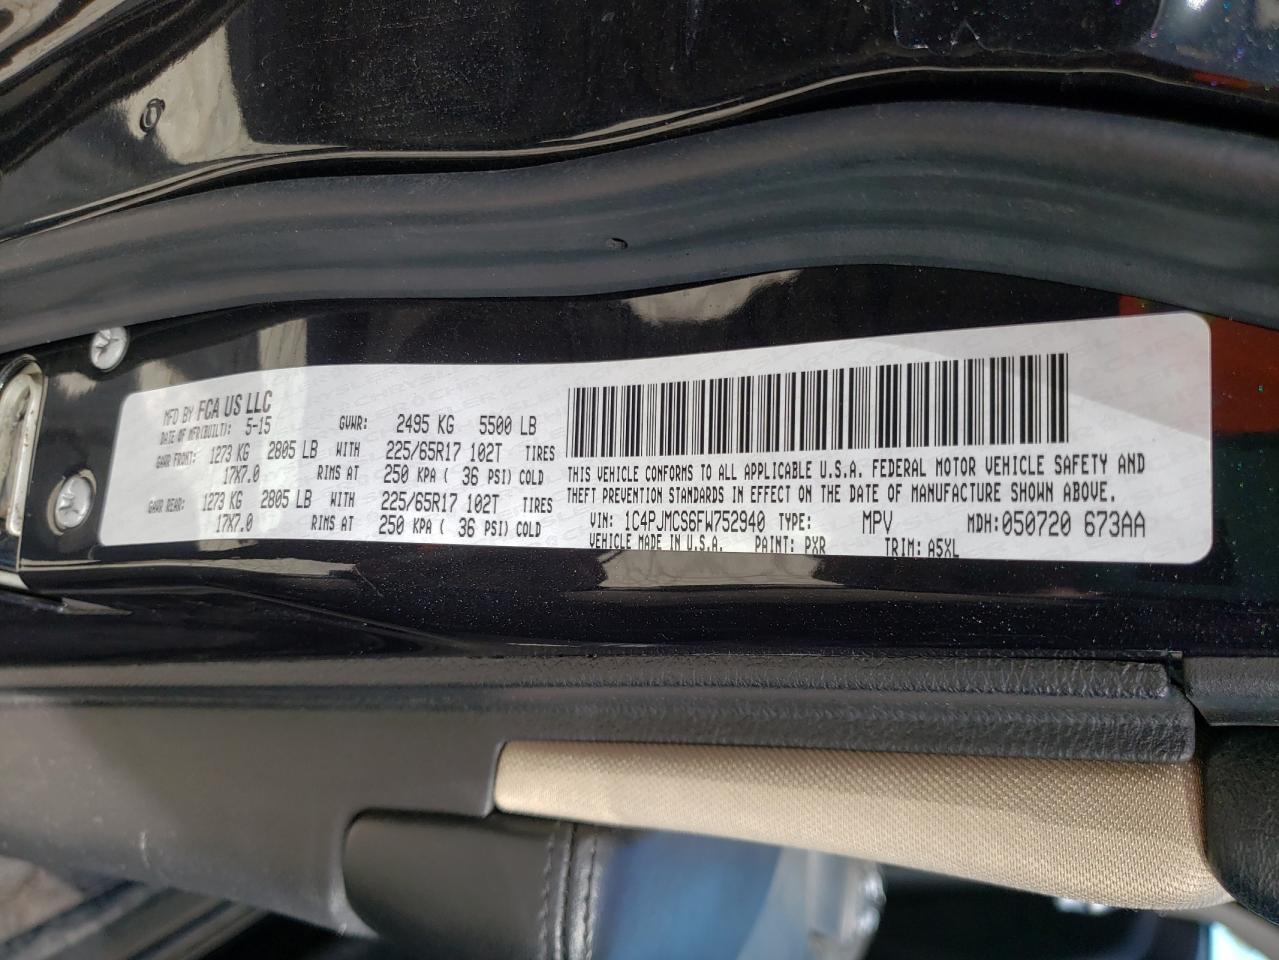 MFD BY FCA US LLC
DATE OF MFR(BUILT): 5-15 GVWR: 2495 KG 5500 LB
GAWR FRONT: 1273 KG 2805 LB WITH 225/65R17 102T TIRES
17X7.0 RIMS AT 250 KPA ( 36 PSI) COLD
GAWR REAR: 1273 KG 2805 LB WITH 225/65R17 102T TIRES
17X7.0 RIMS AT 250 KPA ( 36 PSI) COLD
THIS VEHICLE CONFORMS TO ALL APPLICABLE U.S.A. FEDERAL MOTOR VEHICLE SAFETY AND
THEFT PREVENTION STANDARDS IN EFFECT ON THE DATE OF MANUFACTURE SHOWN ABOVE.
VIN: 1C4PJMCS6FW752940 TYPE: MPV MDH:050720 673AA
VEHICLE MADE IN U.S.A. PAINT: PXR TRIM: A5XL